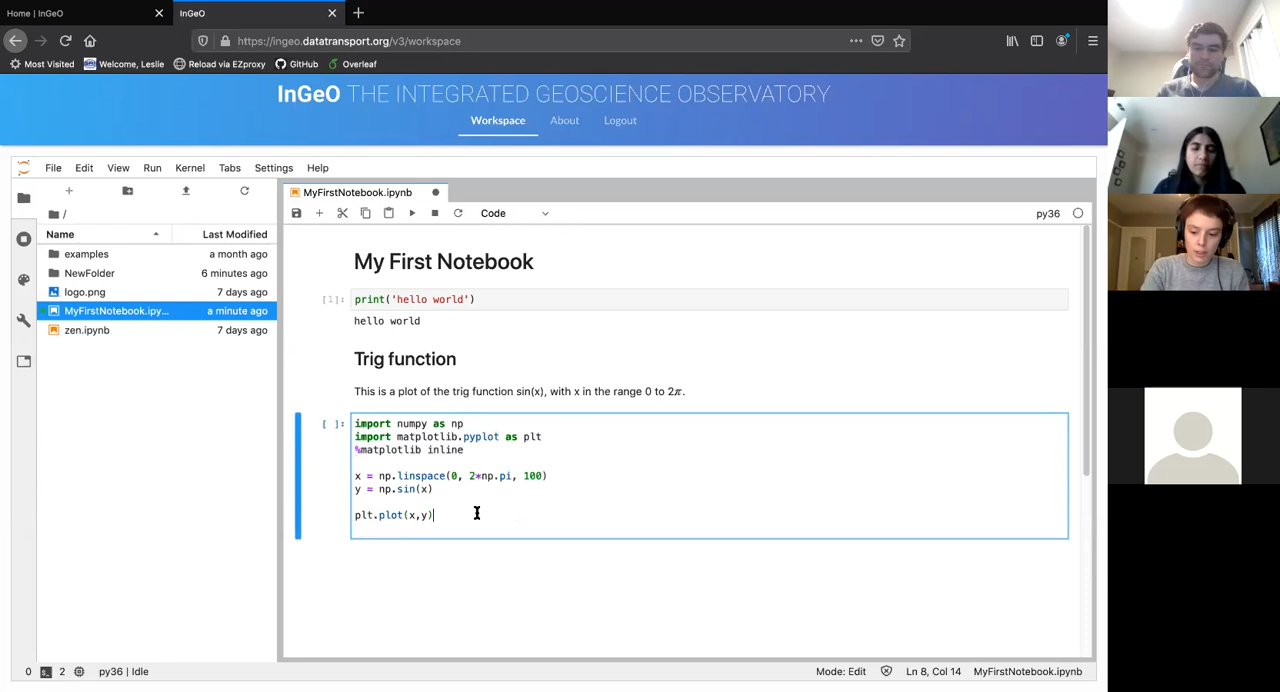 Home | InGeO
InGeO
https://ingeo.datatransport.org/v3/workspace
Most Visited
Welcome, Leslie
Reload via EZproxy
GitHub
Overleaf
InGeO THE INTEGRATED GEOSCIENCE OBSERVATORY
Workspace
About
Logout
File Edit View Run Kernel Tabs Settings Help
/
Name
Last Modified
examples
a month ago
NewFolder
6 minutes ago
logo.png
7 days ago
MyFirstNotebook.ipy...
a minute ago
zen.ipynb
7 days ago
MyFirstNotebook.ipynb
Code
py36
My First Notebook
[1]: print('hello world')
hello world
Trig function
This is a plot of the trig function sin(x), with x in the range 0 to 2π.
[ ]: import numpy as np
import matplotlib.pyplot as plt
%matplotlib inline
x = np.linspace(0, 2*np.pi, 100)
y = np.sin(x)
plt.plot(x,y)
0
2
py36 | Idle
Mode: Edit
Ln 8, Col 14
MyFirstNotebook.ipynb